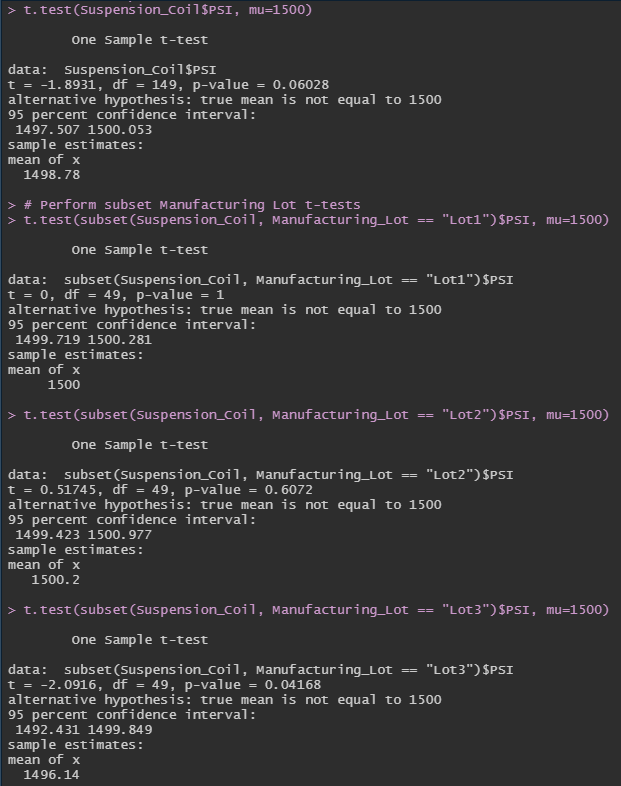 > t.test(Suspension_Coil$PSI, mu=1500)
One Sample t-test
data: Suspension_Coil$PSI
t = -1.8931, df = 149, p-value = 0.06028
alternative hypothesis: true mean is not equal to 1500
95 percent confidence interval:
1497.507 1500.053
sample estimates:
mean of x
1498.78
> # Perform subset Manufacturing Lot t-tests
> t.test(subset(Suspension_Coil, Manufacturing_Lot == "Lot1")$PSI, mu=1500)
One Sample t-test
data: subset(Suspension_Coil, Manufacturing_Lot == "Lot1")$PSI
t = 0, df = 49, p-value = 1
alternative hypothesis: true mean is not equal to 1500
95 percent confidence interval:
1499.719 1500.281
sample estimates:
mean of x
1500
> t.test(subset(Suspension_Coil, Manufacturing_Lot == "Lot2")$PSI, mu=1500)
One Sample t-test
data: subset(Suspension_Coil, Manufacturing_Lot == "Lot2")$PSI
t = 0.51745, df = 49, p-value = 0.6072
alternative hypothesis: true mean is not equal to 1500
95 percent confidence interval:
1499.423 1500.977
sample estimates:
mean of x
1500.2
> t.test(subset(Suspension_Coil, Manufacturing_Lot == "Lot3")$PSI, mu=1500)
One Sample t-test
data: subset(Suspension_Coil, Manufacturing_Lot == "Lot3")$PSI
t = -2.0916, df = 49, p-value = 0.04168
alternative hypothesis: true mean is not equal to 1500
95 percent confidence interval:
1492.431 1499.849
sample estimates:
mean of x
1496.14